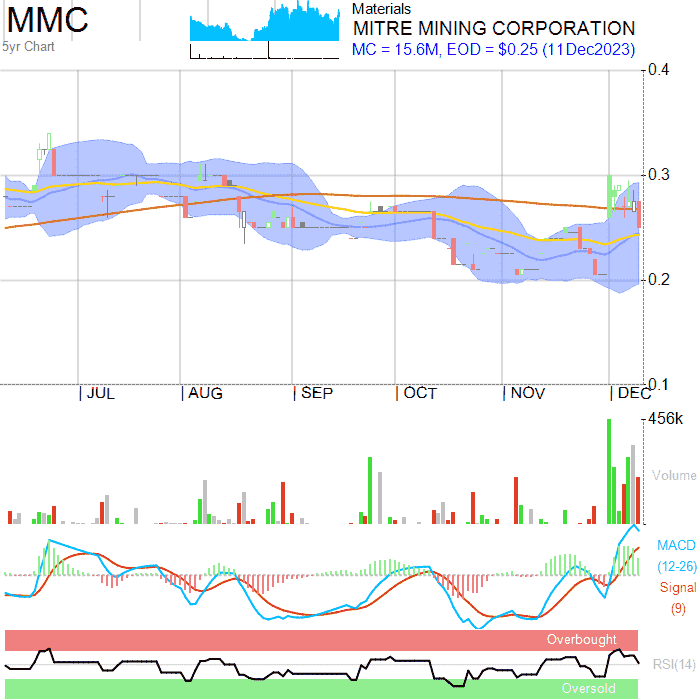 MMC
5yr Chart
Materials
MITRE MINING CORPORATION
MC = 15.6M, EOD = $0.25 (11Dec2023)
0.4
0.3
0.2
0.1
| JUL | AUG | SEP | OCT | NOV | DEC
456k
Volume
MACD
(12-26)
Signal
(9)
Overbought
RSI(14)
Oversold